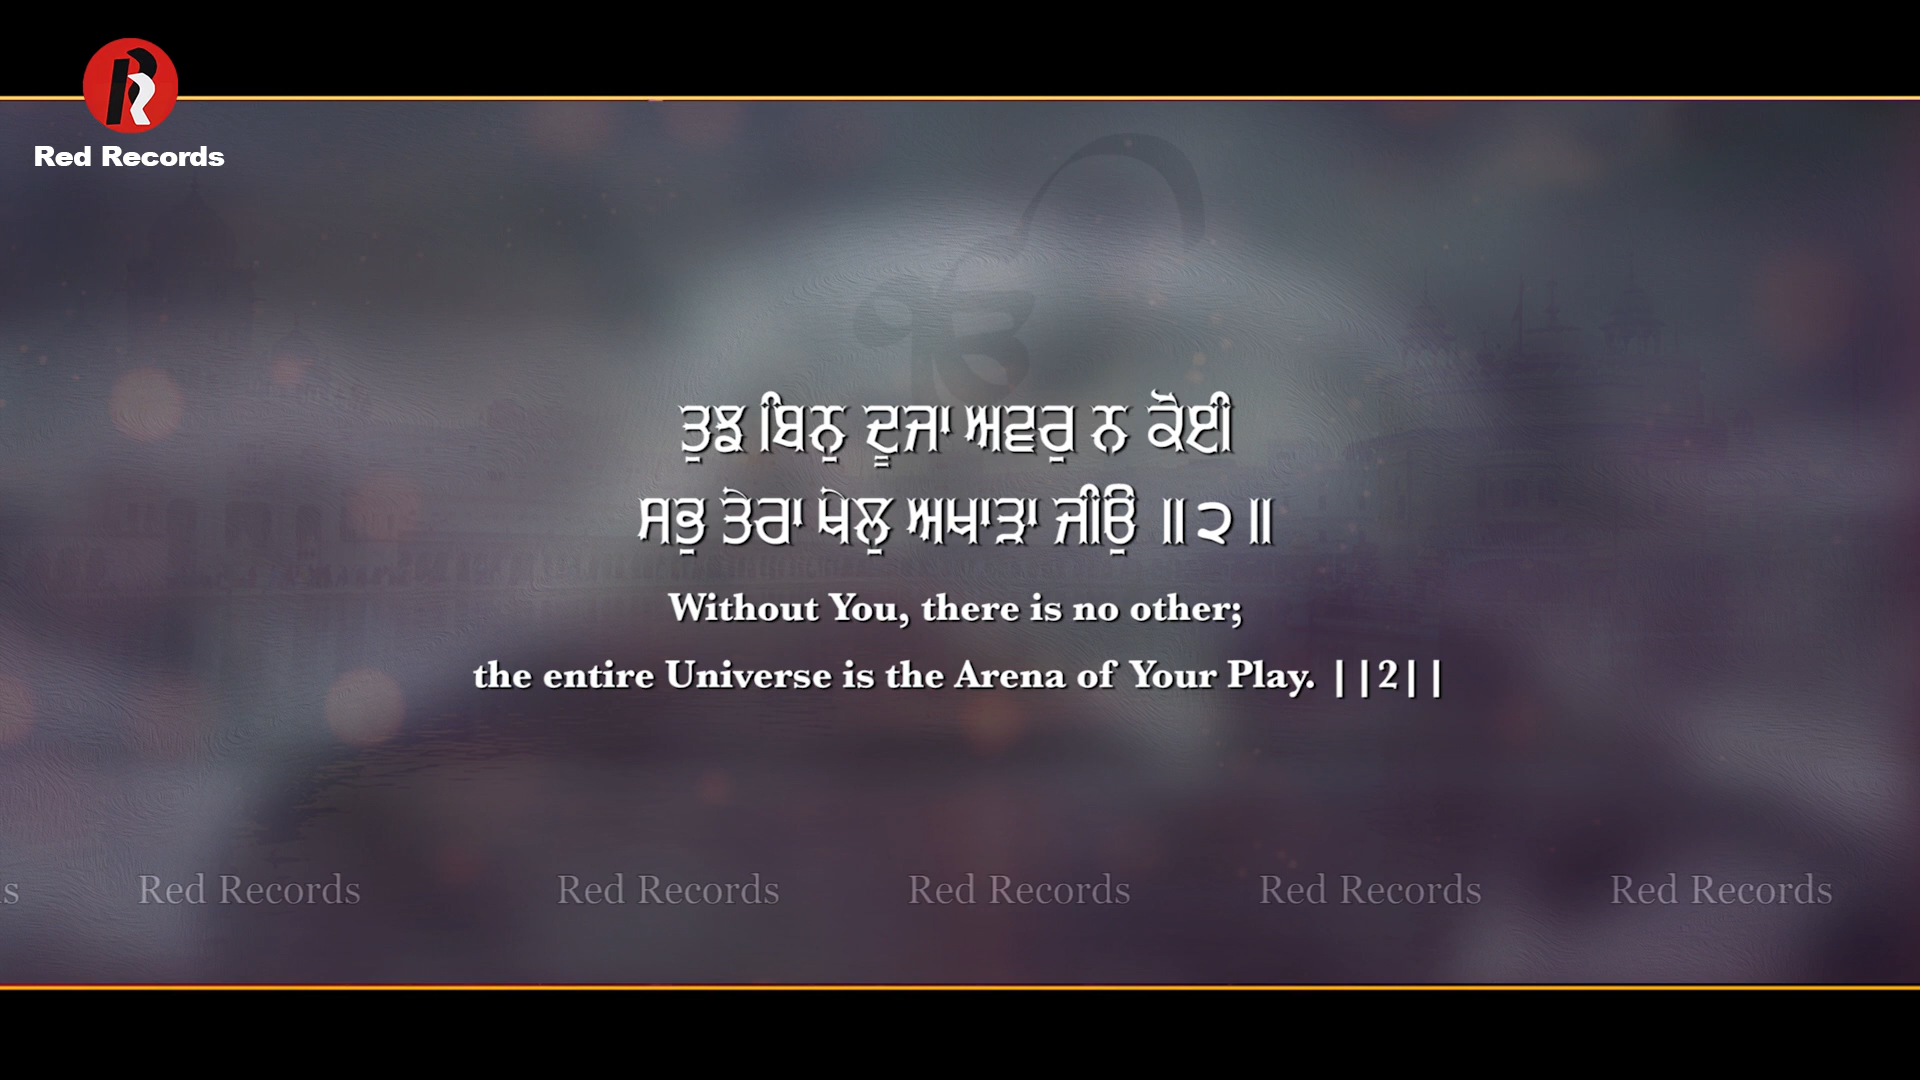 Red Records
ੴ
ਤੁਝ ਬਿਨੁ ਦੂਜਾ ਅਵਰੁ ਨ ਕੋਈ
ਸਭੁ ਤੇਰਾ ਖੇਲੁ ਅਖਾੜਾ ਜੀਉ ॥੨॥
Without You, there is no other;
the entire Universe is the Arena of Your Play. ||2||
s Red Records Red Records Red Records Red Records Red Records